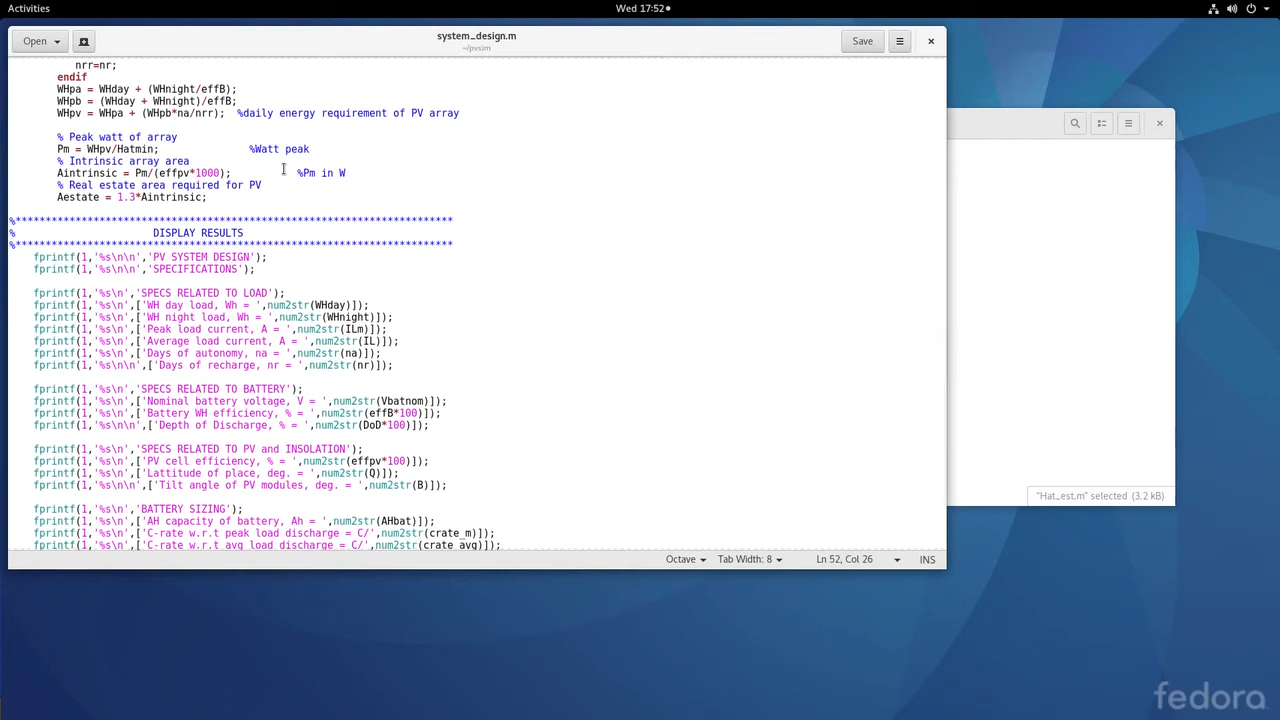 Activities
Wed 17:52
Open
system_design.m
~/pvsim
Save
nrr=nr;
endif
WHpa = WHday + (WHnight/effB);
WHpb = (WHday + WHnight)/effB;
WHpv = WHpa + (WHpb*na/nrr);  %daily energy requirement of PV array
% Peak watt of array
Pm = WHpv/Hatmin;               %Watt peak
% Intrinsic array area
Aintrinsic = Pm/(effpv*1000);           %Pm in W
% Real estate area required for PV
Aestate = 1.3*Aintrinsic;
%*************************************************************************
%                       DISPLAY RESULTS
%*************************************************************************
fprintf(1,'%s\n\n','PV SYSTEM DESIGN');
fprintf(1,'%s\n\n','SPECIFICATIONS');
fprintf(1,'%s\n','SPECS RELATED TO LOAD');
fprintf(1,'%s\n',['WH day load, Wh = ',num2str(WHday)]);
fprintf(1,'%s\n',['WH night load, Wh = ',num2str(WHnight)]);
fprintf(1,'%s\n',['Peak load current, A = ',num2str(ILm)]);
fprintf(1,'%s\n',['Average load current, A = ',num2str(IL)]);
fprintf(1,'%s\n',['Days of autonomy, na = ',num2str(na)]);
fprintf(1,'%s\n\n',['Days of recharge, nr = ',num2str(nr)]);
fprintf(1,'%s\n','SPECS RELATED TO BATTERY');
fprintf(1,'%s\n',['Nominal battery voltage, V = ',num2str(Vbatnom)]);
fprintf(1,'%s\n',['Battery WH efficiency, % = ',num2str(effB*100)]);
fprintf(1,'%s\n\n',['Depth of Discharge, % = ',num2str(DoD*100)]);
fprintf(1,'%s\n','SPECS RELATED TO PV and INSOLATION');
fprintf(1,'%s\n',['PV cell efficiency, % = ',num2str(effpv*100)]);
fprintf(1,'%s\n',['Lattitude of place, deg. = ',num2str(Q)]);
fprintf(1,'%s\n\n',['Tilt angle of PV modules, deg. = ',num2str(B)]);
fprintf(1,'%s\n','BATTERY SIZING');
fprintf(1,'%s\n',['AH capacity of battery, Ah = ',num2str(AHbat)]);
fprintf(1,'%s\n',['C-rate w.r.t peak load discharge = C/',num2str(crate_m)]);
fprintf(1,'%s\n',['C-rate w.r.t avg load discharge = C/',num2str(crate_avg)]);
Octave
Tab Width: 8
Ln 52, Col 26
INS
"Hat_est.m" selected (3.2 kB)
fedora